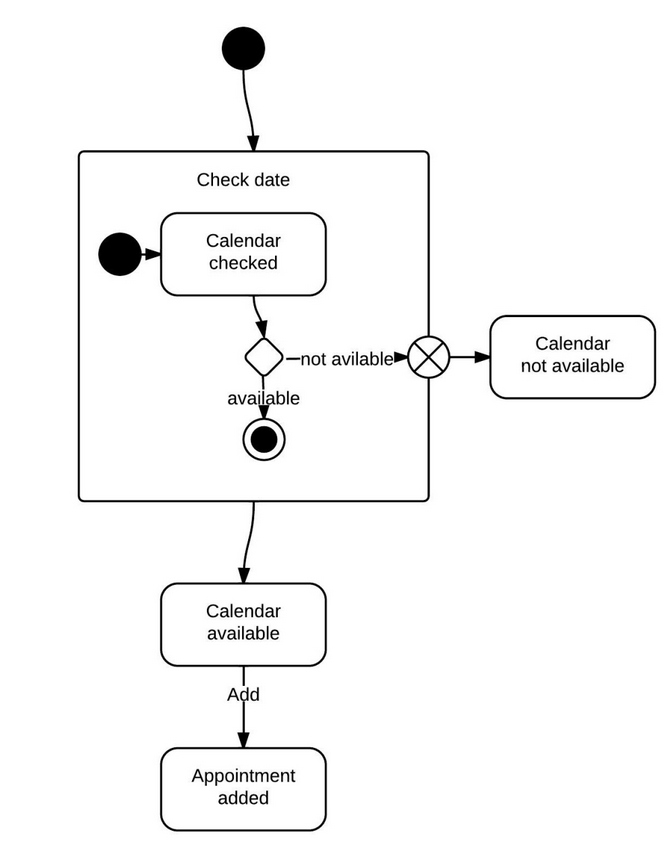 Check date
Calendar
checked
not avilable
Calendar
not available
available
Calendar
available
Add
Appointment
added